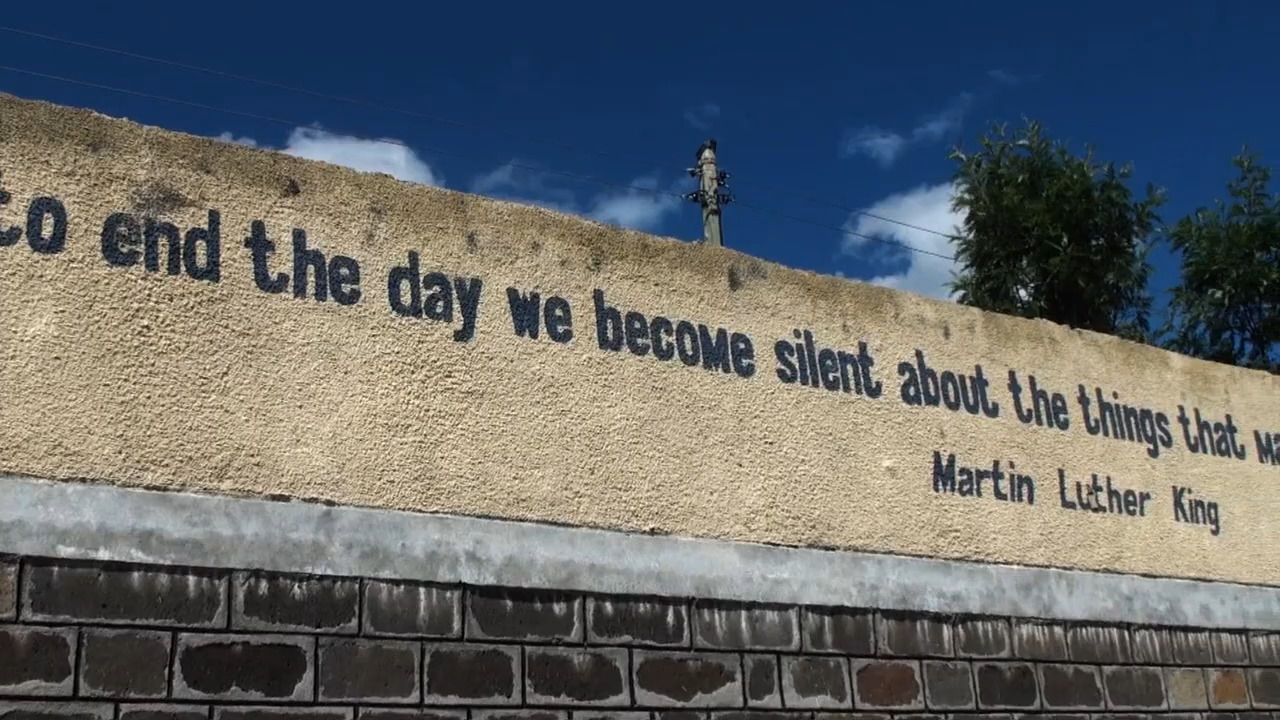 to end the day we become silent about the things that
Martin Luther King